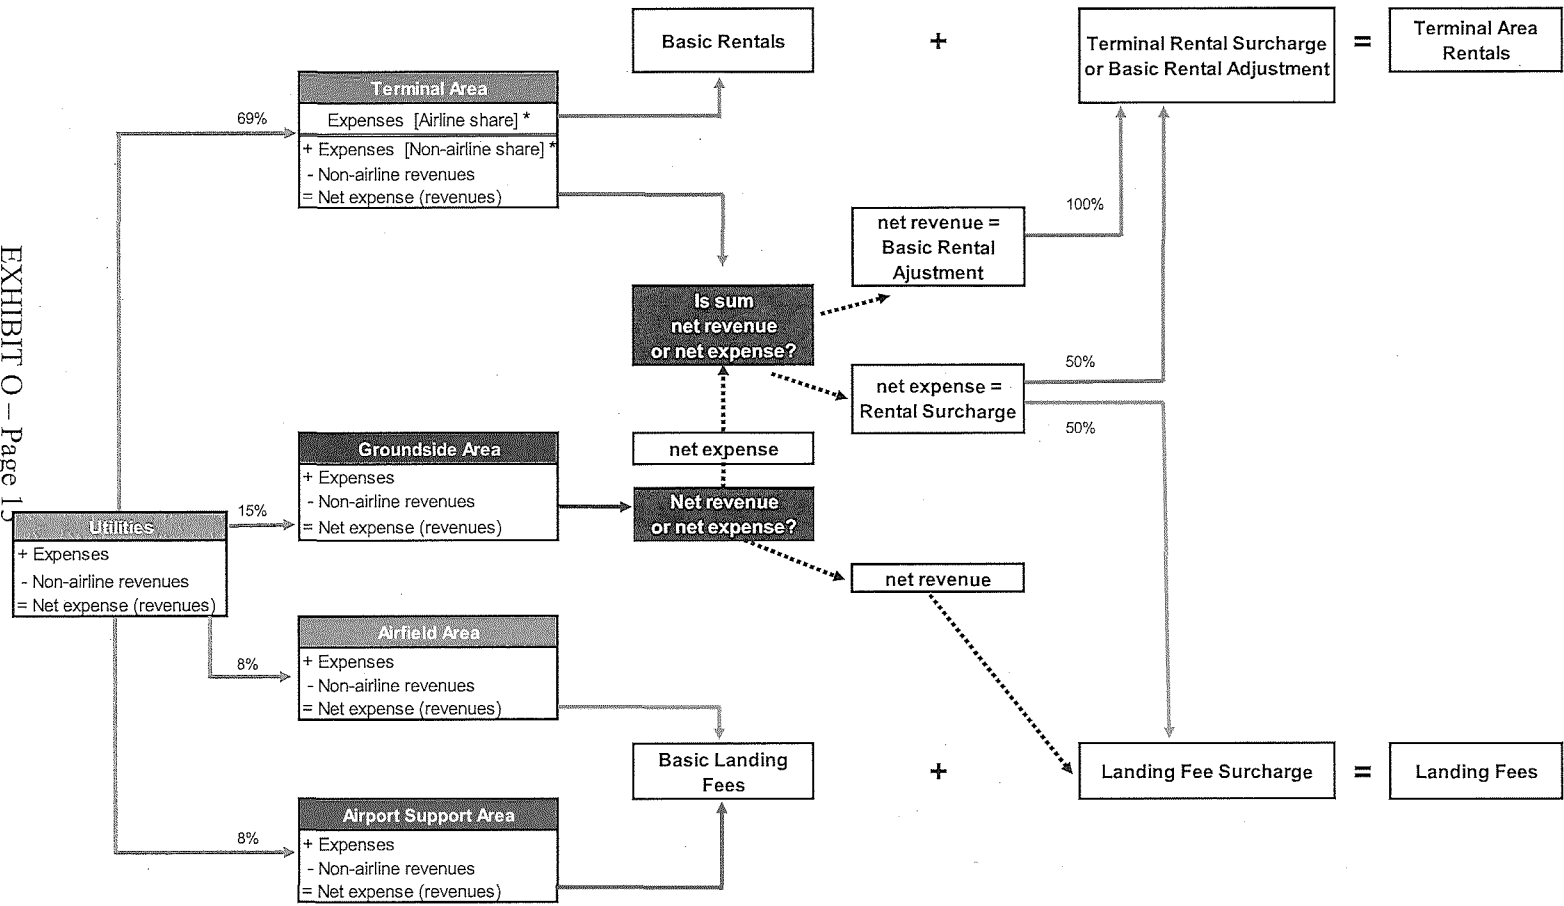 Basic Rentals
+
Terminal Rental Surcharge
or Basic Rental Adjustment
=
Terminal Area
Rentals
Terminal Area
Expenses [Airline share] *
+ Expenses [Non-airline share] *
- Non-airline revenues
= Net expense (revenues)
69%
net revenue =
Basic Rental
Ajustment
100%
Is sum
net revenue
or net expense?
net expense =
Rental Surcharge
50%
50%
net expense
Groundside Area
+ Expenses
- Non-airline revenues
= Net expense (revenues)
Net revenue
or net expense?
15%
Utilities
+ Expenses
- Non-airline revenues
= Net expense (revenues)
net revenue
Airfield Area
+ Expenses
- Non-airline revenues
= Net expense (revenues)
8%
Basic Landing
Fees
+
Landing Fee Surcharge
=
Landing Fees
Airport Support Area
+ Expenses
- Non-airline revenues
= Net expense (revenues)
8%
EXHIBIT O – Page